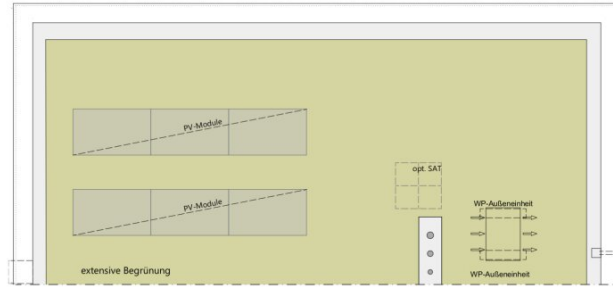 PV-Module
opt. SAT
PV-Module
WP-Außeneinheit
extensive Begrünung
WP-Außeneinheit